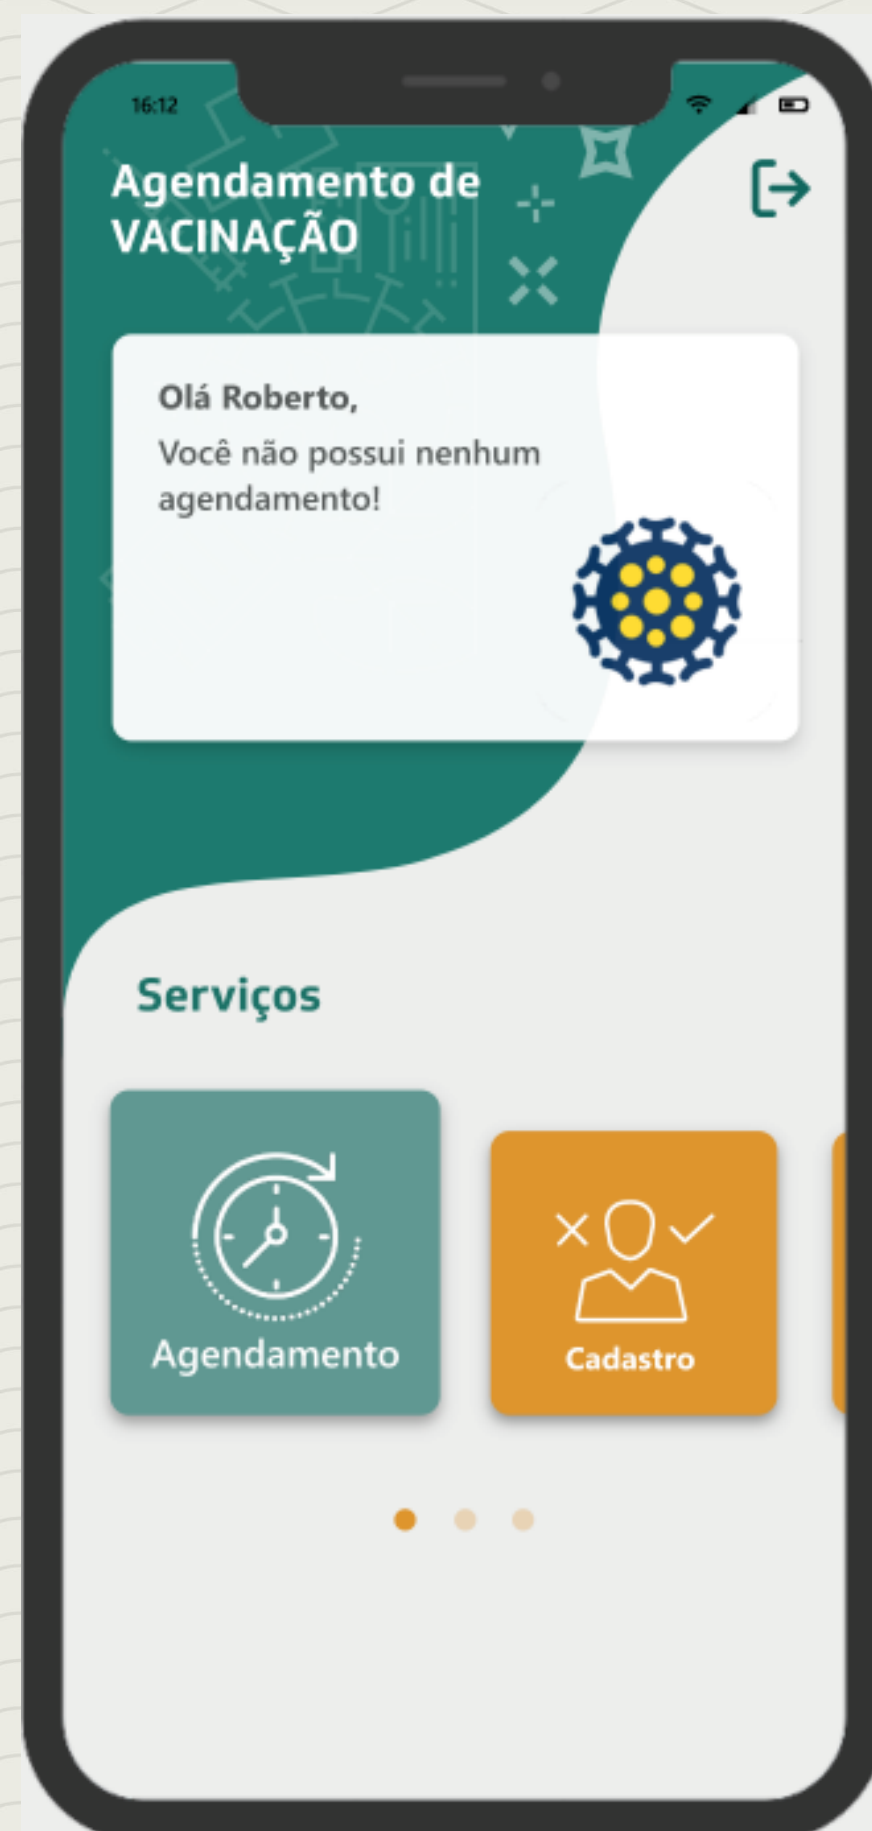 16:12
Agendamento de
VACINAÇÃO
Olá Roberto,
Você não possui nenhum
agendamento!
Serviços
Agendamento
Cadastro